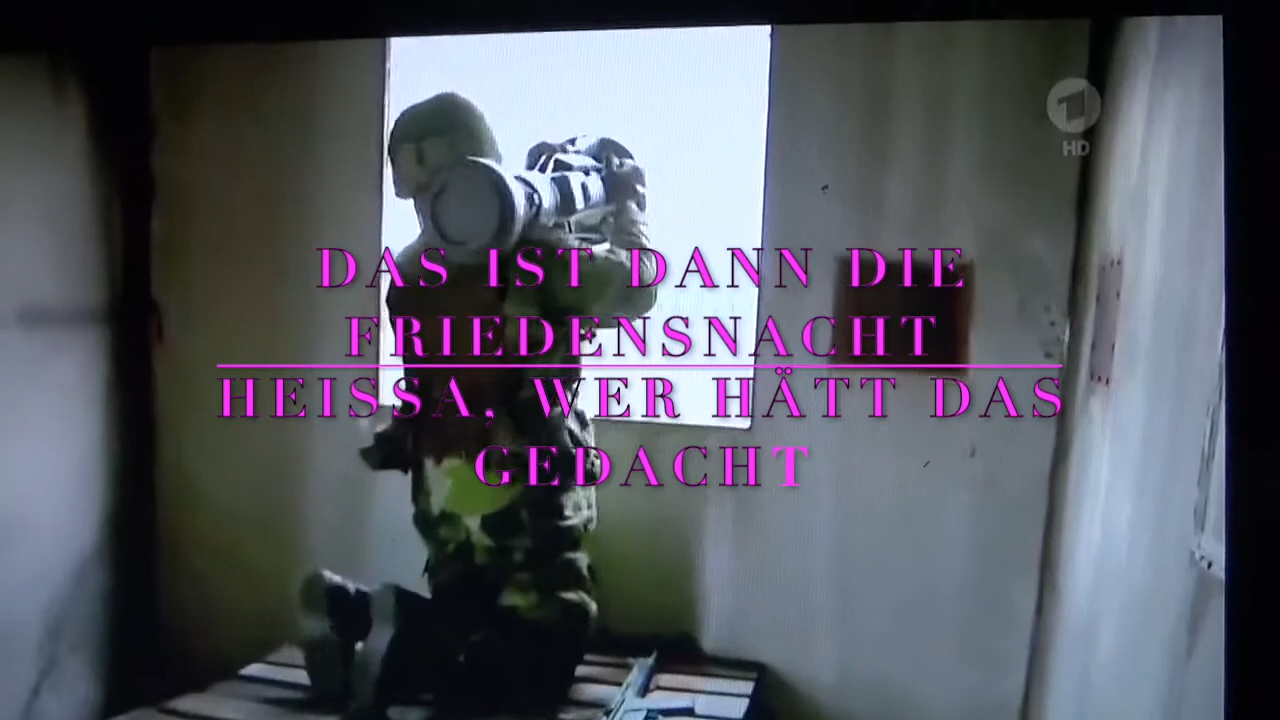 1
HD
DAS IST DANN DIE
FRIEDENSNACHT
HEISSA, WER HÄTT DAS
GEDACHT